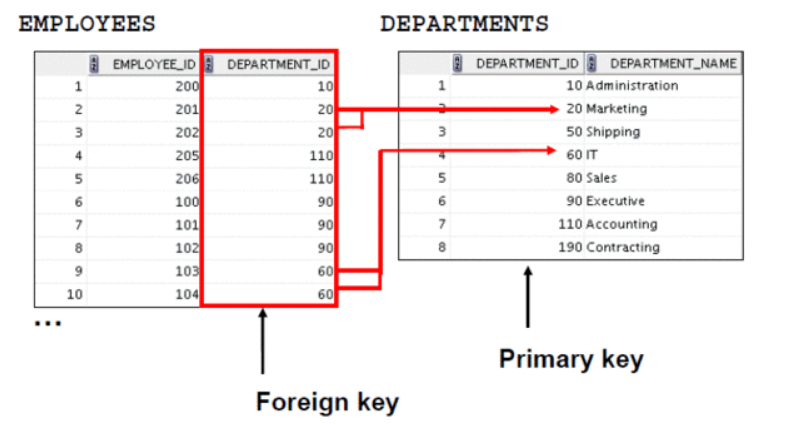 EMPLOYEES
EMPLOYEE_ID DEPARTMENT_ID
1 200 10
2 201 20
3 202 20
4 205 110
5 206 110
6 100 90
7 101 90
8 102 90
9 103 60
10 104 60
...
Foreign key
DEPARTMENTS
DEPARTMENT_ID DEPARTMENT_NAME
1 10 Administration
2 20 Marketing
3 50 Shipping
4 60 IT
5 80 Sales
6 90 Executive
7 110 Accounting
8 190 Contracting
Primary key